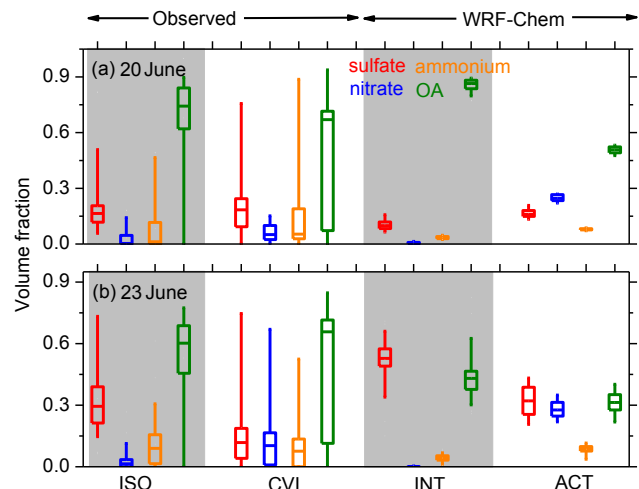 Observed WRF-Chem
0.9
(a) 20 June
sulfate ammonium
nitrate OA
0.6
0.3
0.0
Volume fraction
0.9
(b) 23 June
0.6
0.3
0.0
ISO CVI INT ACT